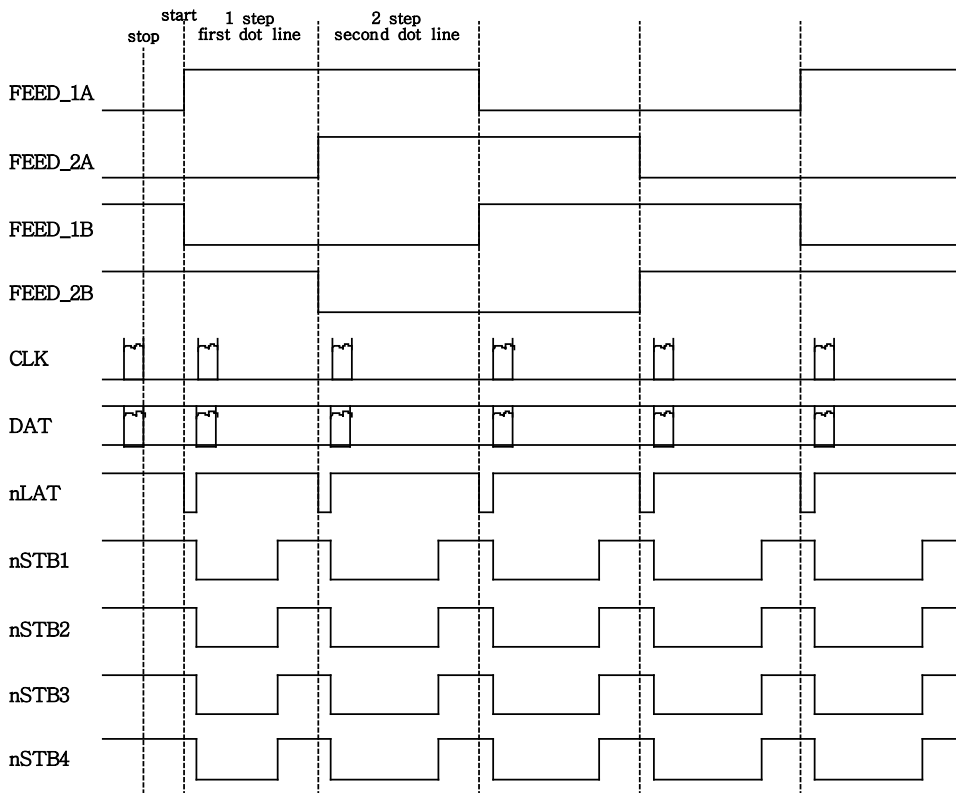 start 1 step 2 step
stop first dot line second dot line
FEED_1A
FEED_2A
FEED_1B
FEED_2B
CLK
DAT
nLAT
nSTB1
nSTB2
nSTB3
nSTB4